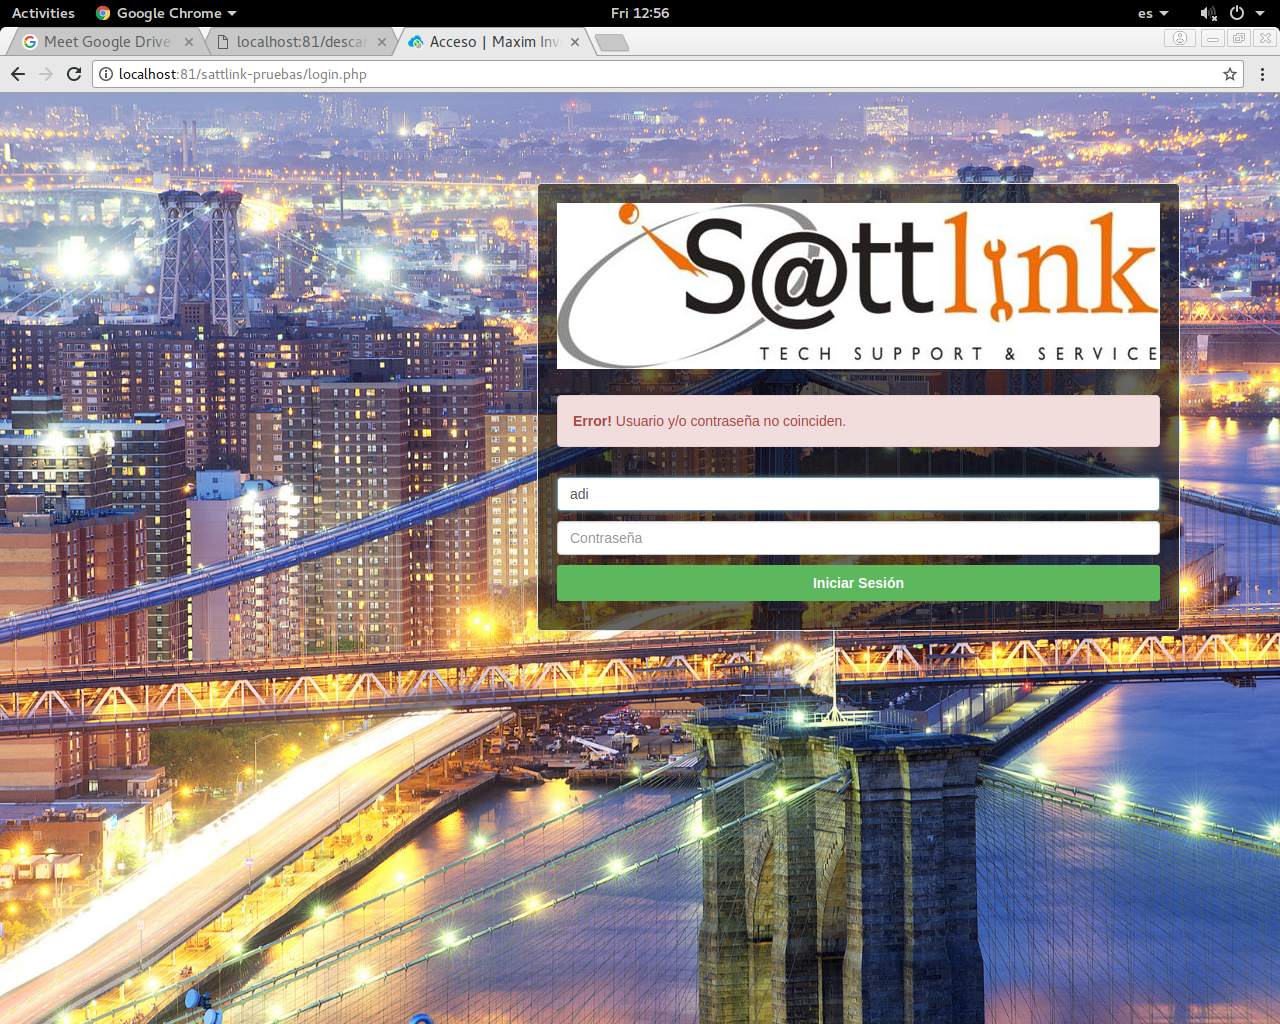 Activities
Google Chrome
Fri 12:56
es
Meet Google Drive
localhost:81/descar
Acceso | Maxim Inv
localhost:81/sattlink-pruebas/login.php
S@ttlink
TECH SUPPORT & SERVICE
Error! Usuario y/o contraseña no coinciden.
adi
Contraseña
Iniciar Sesión